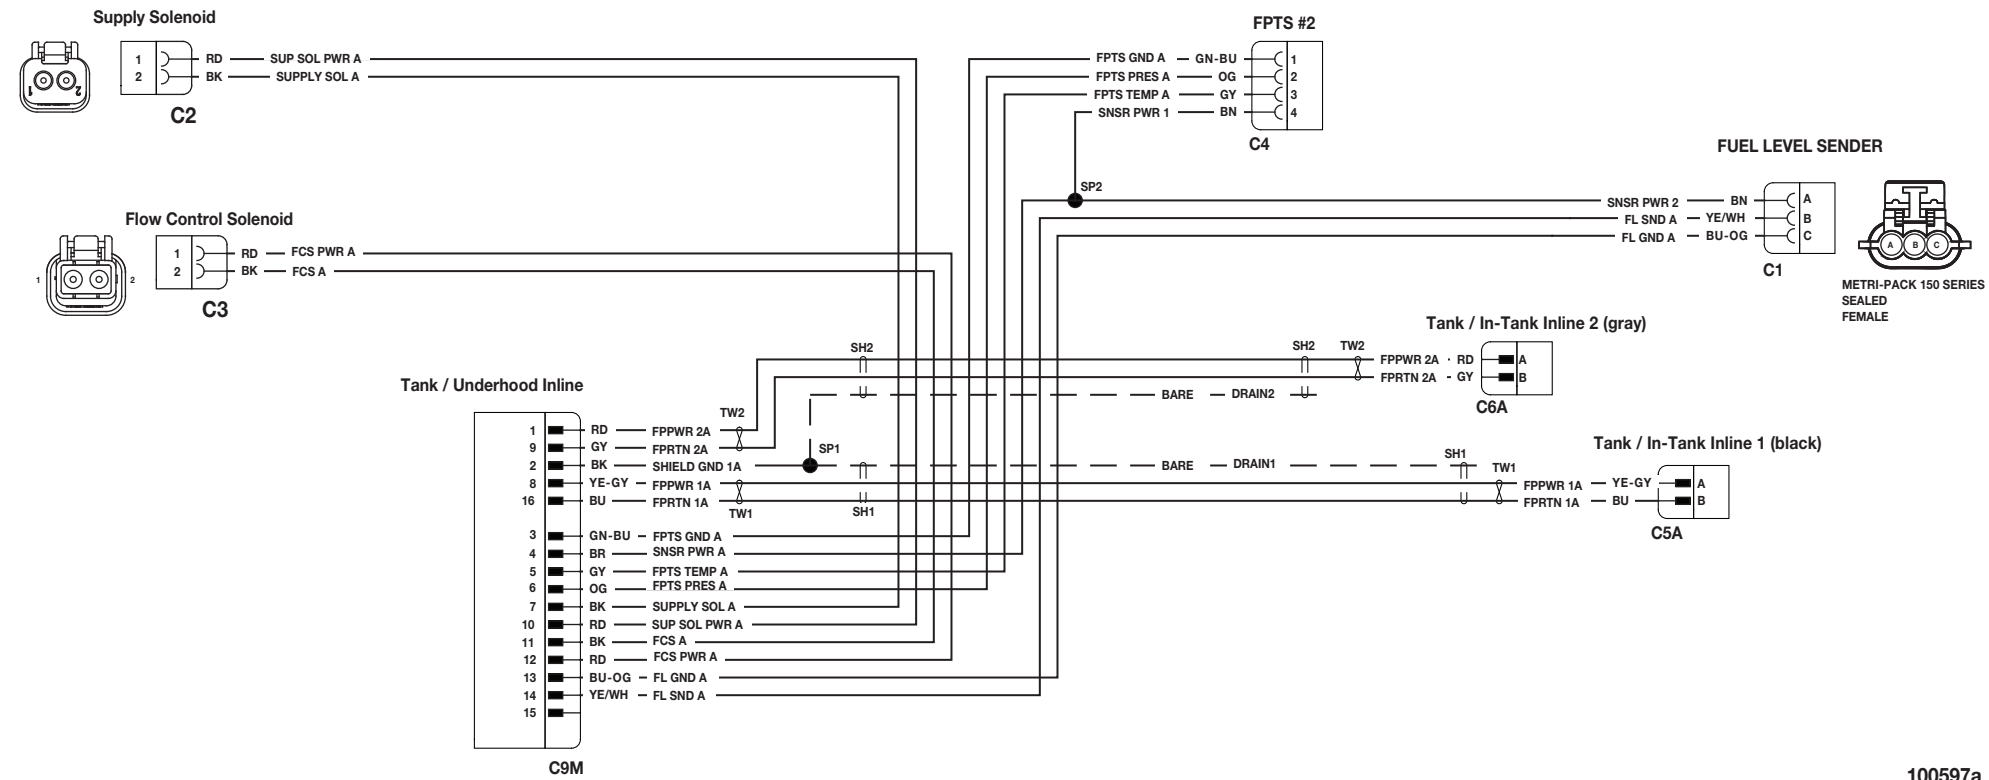 Supply Solenoid
1 2
1 RD SUP SOL PWR A
2 BK SUPPLY SOL A
C2
Flow Control Solenoid
1 2
1 RD FCS PWR A
2 BK FCS A
C3
FPTS #2
FPTS GND A GN-BU 1
FPTS PRES A OG 2
FPTS TEMP A GY 3
SNSR PWR 1 BN 4
C4
SP2
FUEL LEVEL SENDER
SNSR PWR 2 BN A
FL SND A YE/WH B
FL GND A BU-OG C
C1
A B C
METRI-PACK 150 SERIES
SEALED
FEMALE
Tank / In-Tank Inline 2 (gray)
SH2 SH2 TW2
FPPWR 2A RD A
FPRTN 2A GY B
BARE DRAIN2
C6A
Tank / In-Tank Inline 1 (black)
SP1
BARE DRAIN1
SH1 TW1
FPPWR 1A YE-GY A
FPRTN 1A BU B
C5A
Tank / Underhood Inline
TW2
1 RD FPPWR 2A
9 GY FPRTN 2A
2 BK SHIELD GND 1A
8 YE-GY FPPWR 1A
16 BU FPRTN 1A
TW1 SH1
3 GN-BU FPTS GND A
4 BR SNSR PWR A
5 GY FPTS TEMP A
6 OG FPTS PRES A
7 BK SUPPLY SOL A
10 RD SUP SOL PWR A
11 BK FCS A
12 RD FCS PWR A
13 BU-OG FL GND A
14 YE/WH FL SND A
15
C9M
100597a